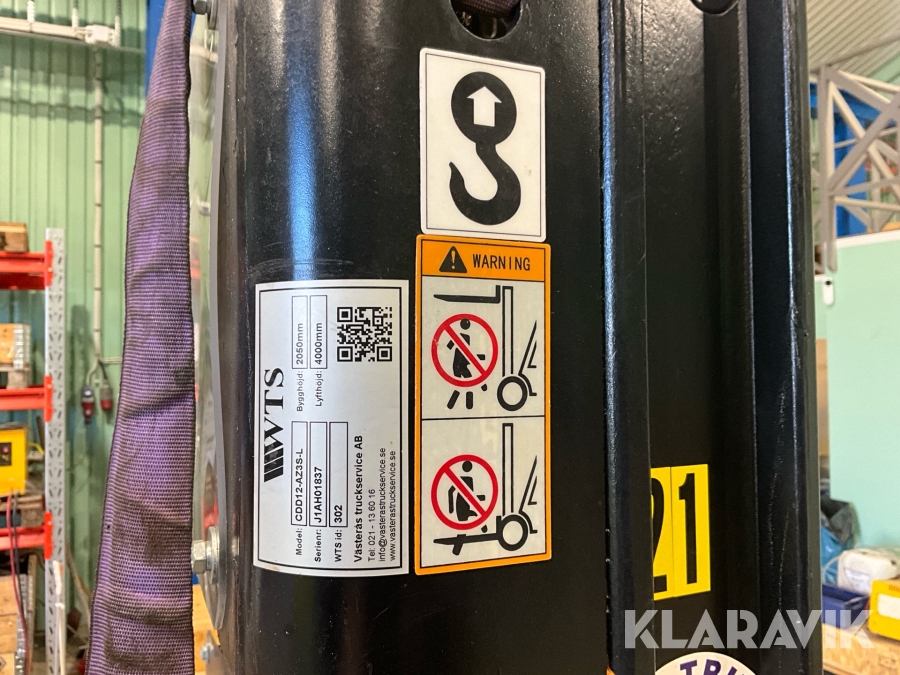 WARNING
WTS
Model: CDD12-AZ3S-L Bygghöjd: 2050mm
Serienr: J1AH01837 Lyfthöjd: 4000mm
WTS id: 302
Västerås truckservice AB
Tel: 021 - 13 60 16
info@vasterastruckservice.se
www.vasterastruckservice.se
21
KLARAVIK